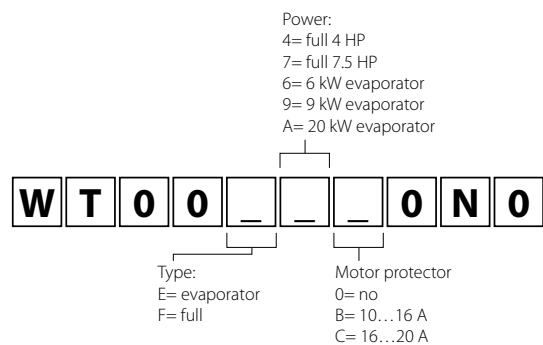 Power:
4= full 4 HP
7= full 7.5 HP
6= 6 kW evaporator
9= 9 kW evaporator
A= 20 kW evaporator
W T 0 0 _ _ _ 0 N 0
Type:
E= evaporator
F= full
Motor protector
0= no
B= 10…16 A
C= 16…20 A